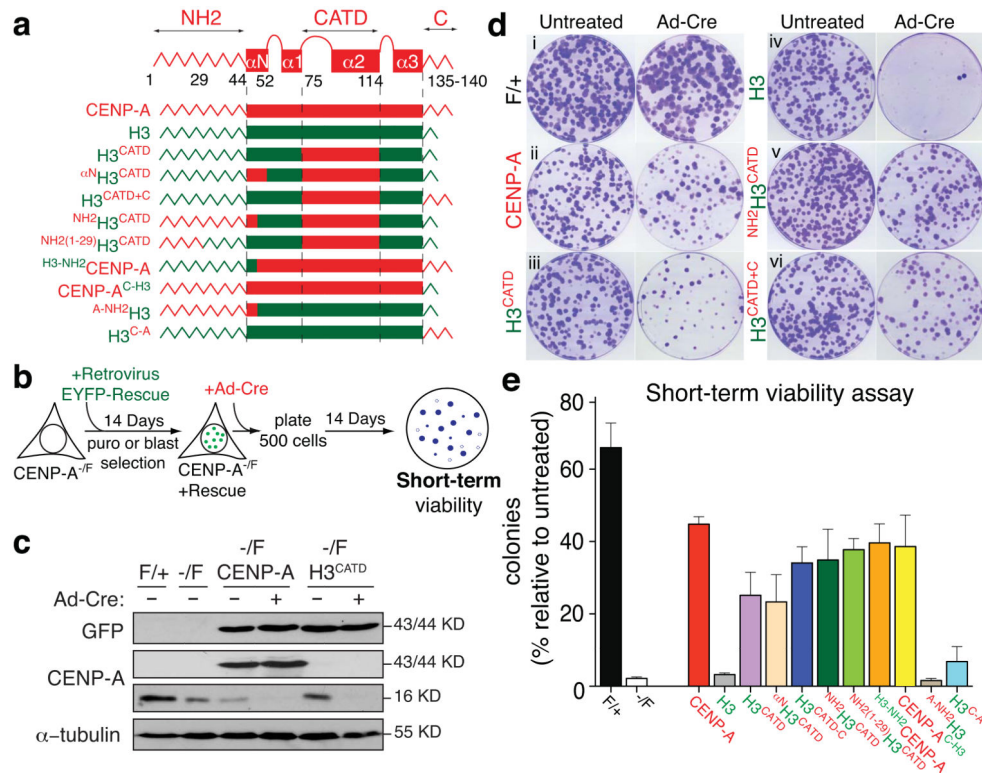 a
NH2 CATD C
αN α1 α2 α3
1 29 44 52 75 114 135-140
CENP-A
H3
H3CATD
αNH3CATD
H3CATD+C
NH2H3CATD
NH2(1-29)H3CATD
H3-NH2CENP-A
CENP-AC-H3
A-NH2H3
H3C-A
b
+Retrovirus
EYFP-Rescue
14 Days
puro or blast
selection
CENP-A-/F
+Ad-Cre
CENP-A-/F
+Rescue
plate
500 cells
14 Days
Short-term
viability
c
F/+ -/F -/F CENP-A -/F H3CATD
Ad-Cre: − − − + − +
GFP 43/44 KD
CENP-A 43/44 KD
16 KD
α-tubulin 55 KD
d
Untreated Ad-Cre Untreated Ad-Cre
i F/+ iv H3
ii CENP-A v NH2H3CATD
iii H3CATD vi H3CATD+C
e
Short-term viability assay
colonies
(% relative to untreated)
80
60
40
20
0
F/+
-/F
CENP-A
H3
H3CATD
αNH3CATD
H3CATD-C
NH2H3CATD
NH2(1-29)H3CATD
H3-NH2CENP-A
CENP-AC-H3
A-NH2H3
H3C-A